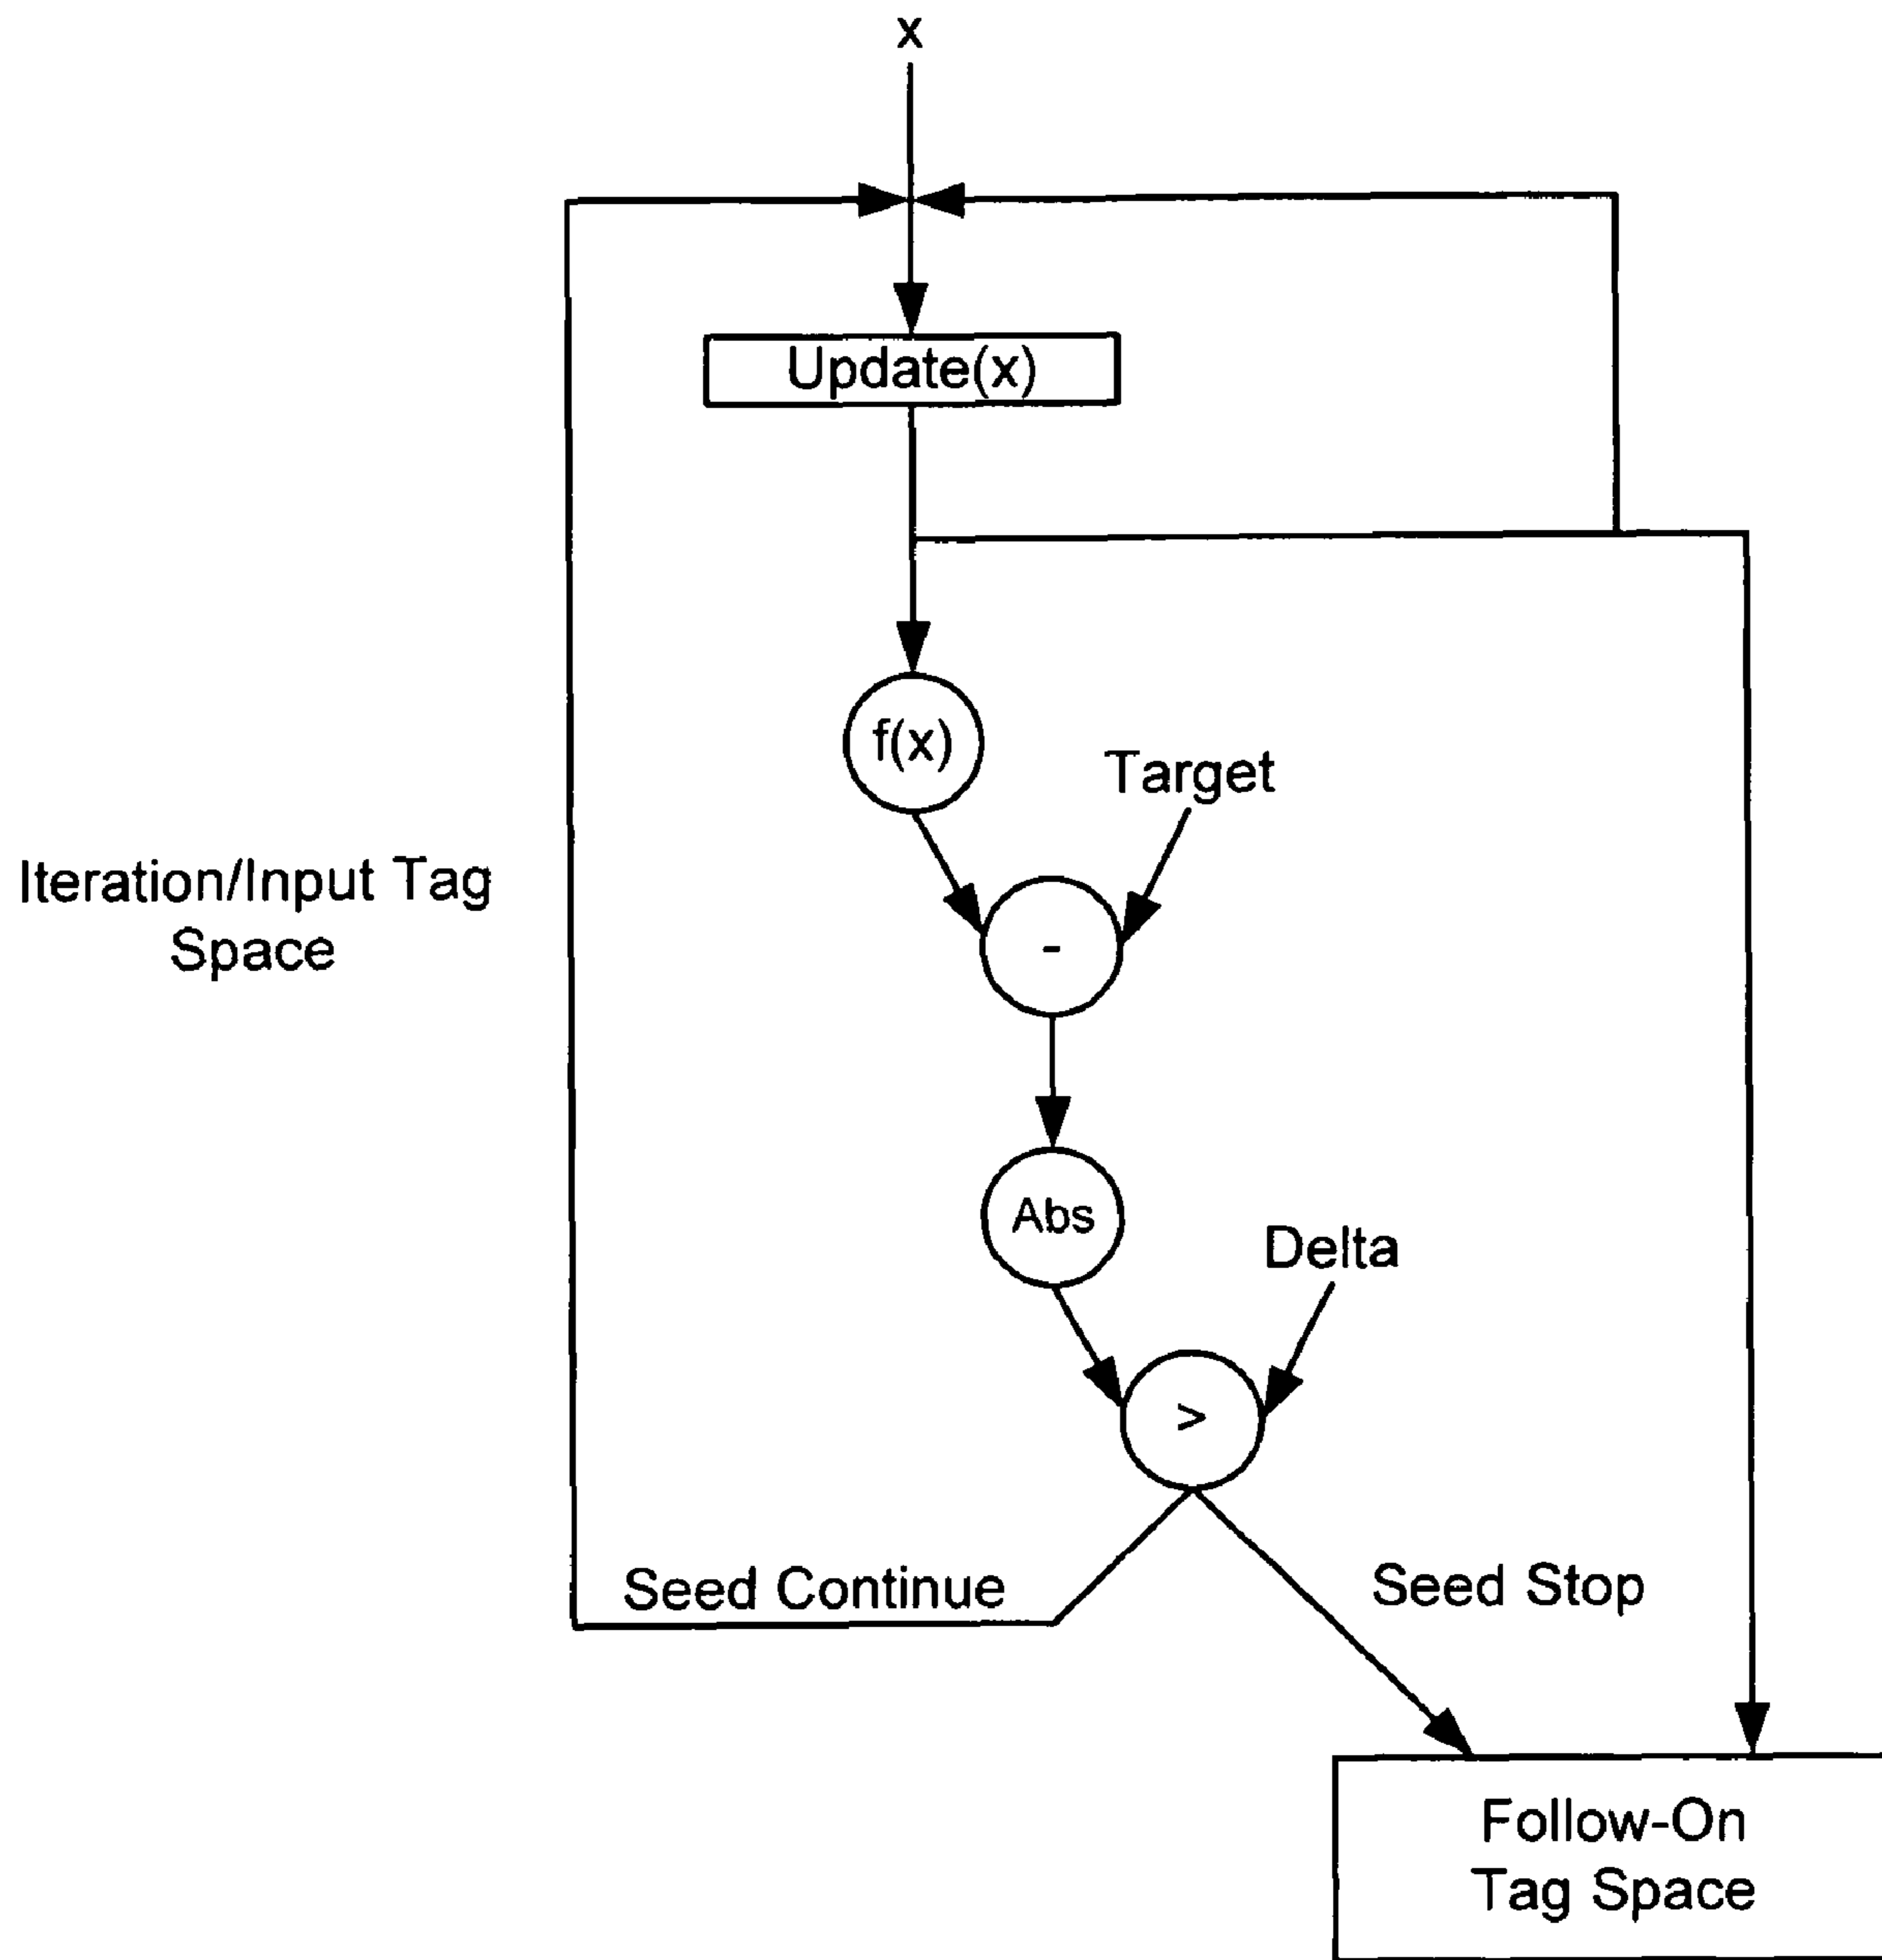 x
Update(x)
f(x)
Target
Iteration/Input Tag
Space
-
Abs
Delta
>
Seed Continue
Seed Stop
Follow-On
Tag Space